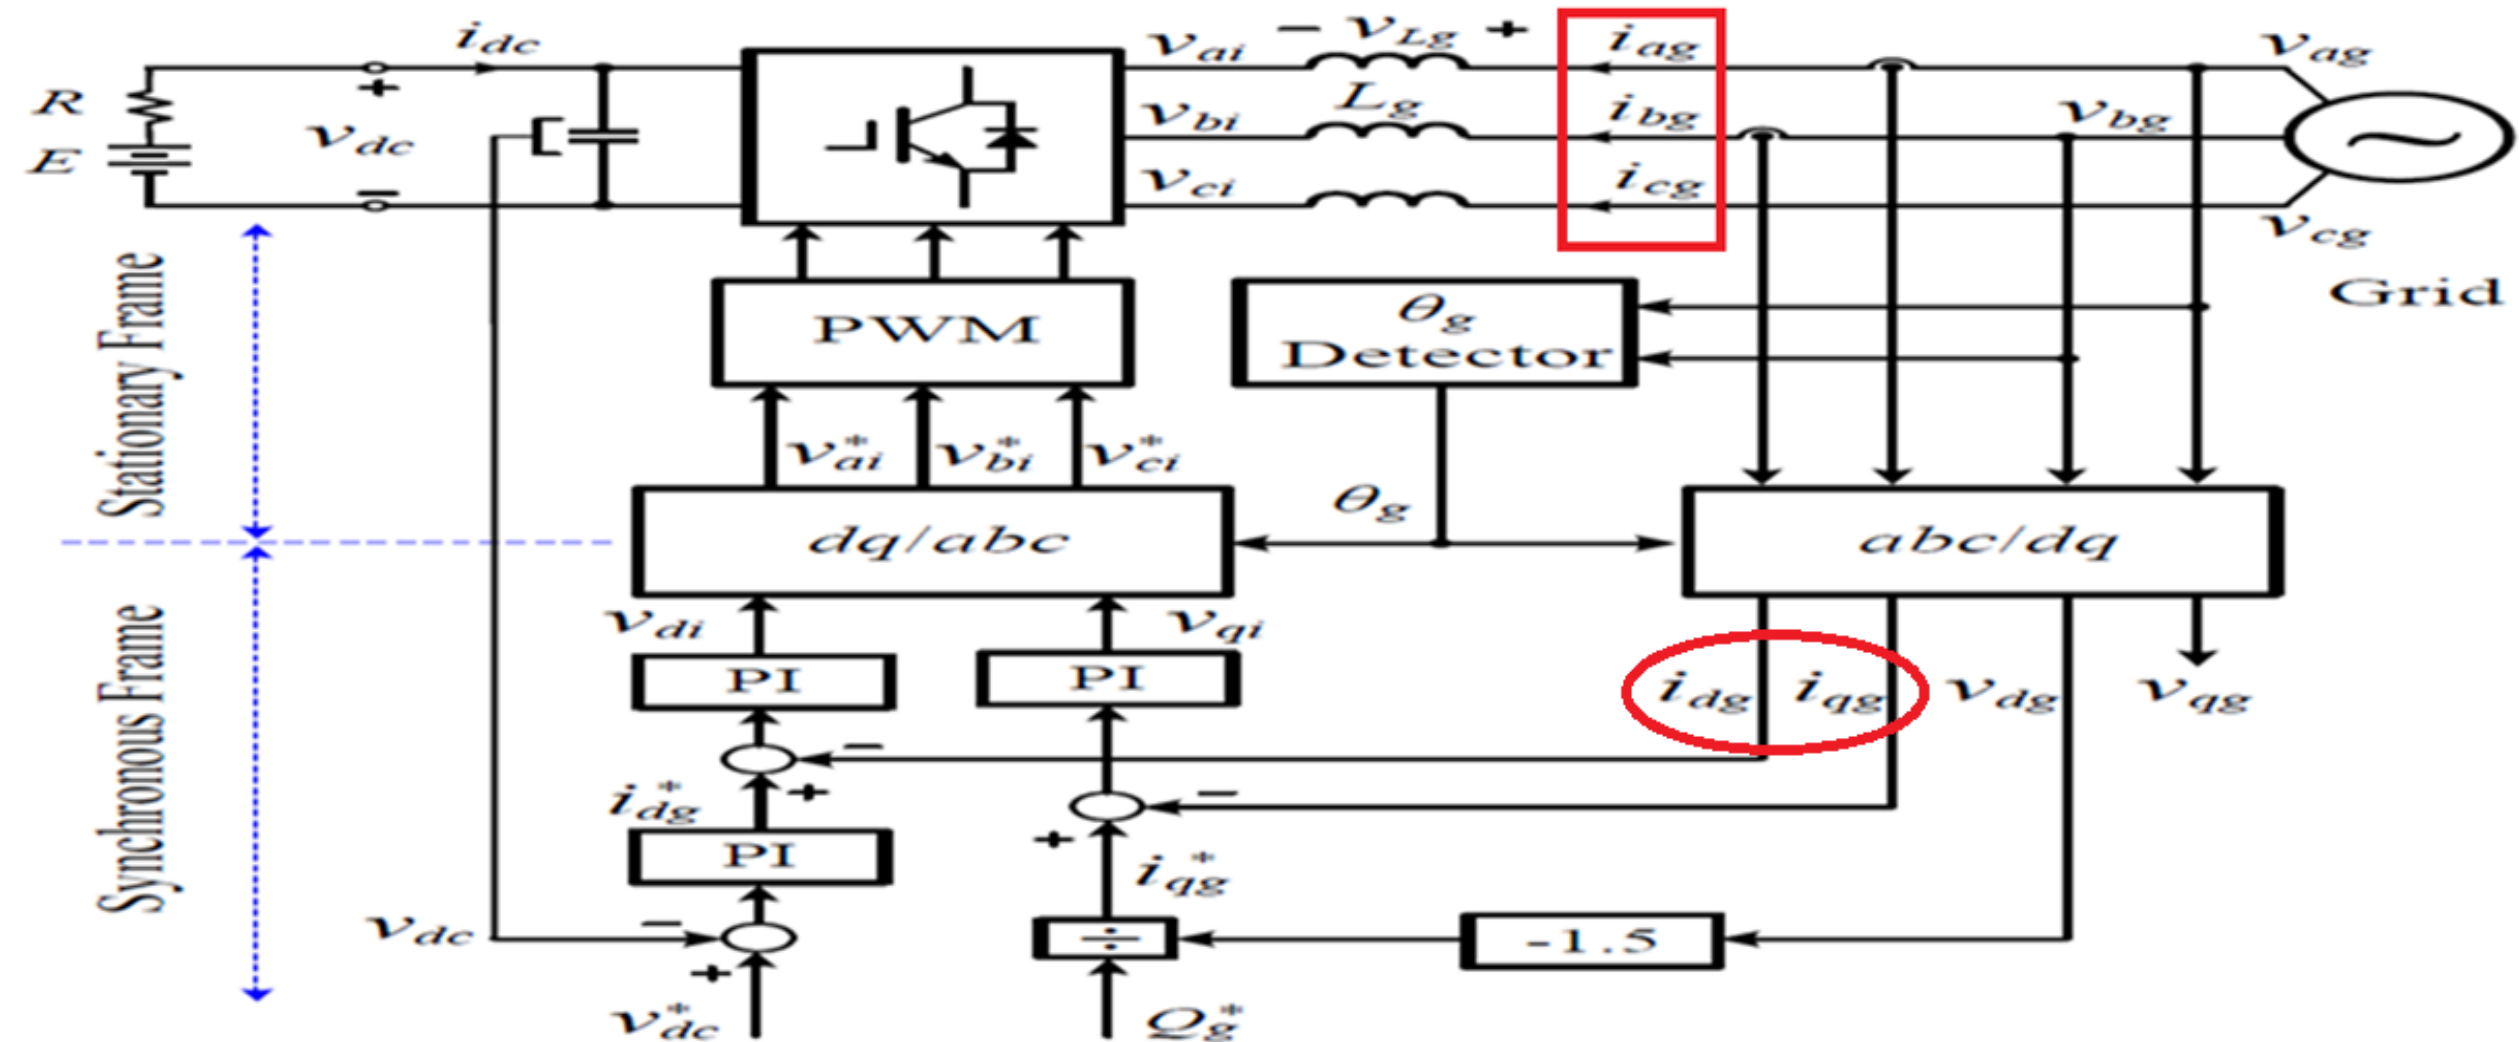 i_dc
v_ai
− v_Lg +
i_ag
v_ag
R
+
v_dc
E
−
v_bi
L_g
i_bg
v_bg
v_ci
i_cg
v_cg
Grid
Stationary Frame
PWM
θ_g
Detector
v*_ai
v*_bi
v*_ci
θ_g
dq/abc
abc/dq
Synchronous Frame
v_di
v_qi
PI
PI
i_dg
i_qg
v_dg
v_qg
−
i*_dg
+
−
+
PI
i*_qg
v_dc
−
+
÷
-1.5
v*_dc
Q*_g